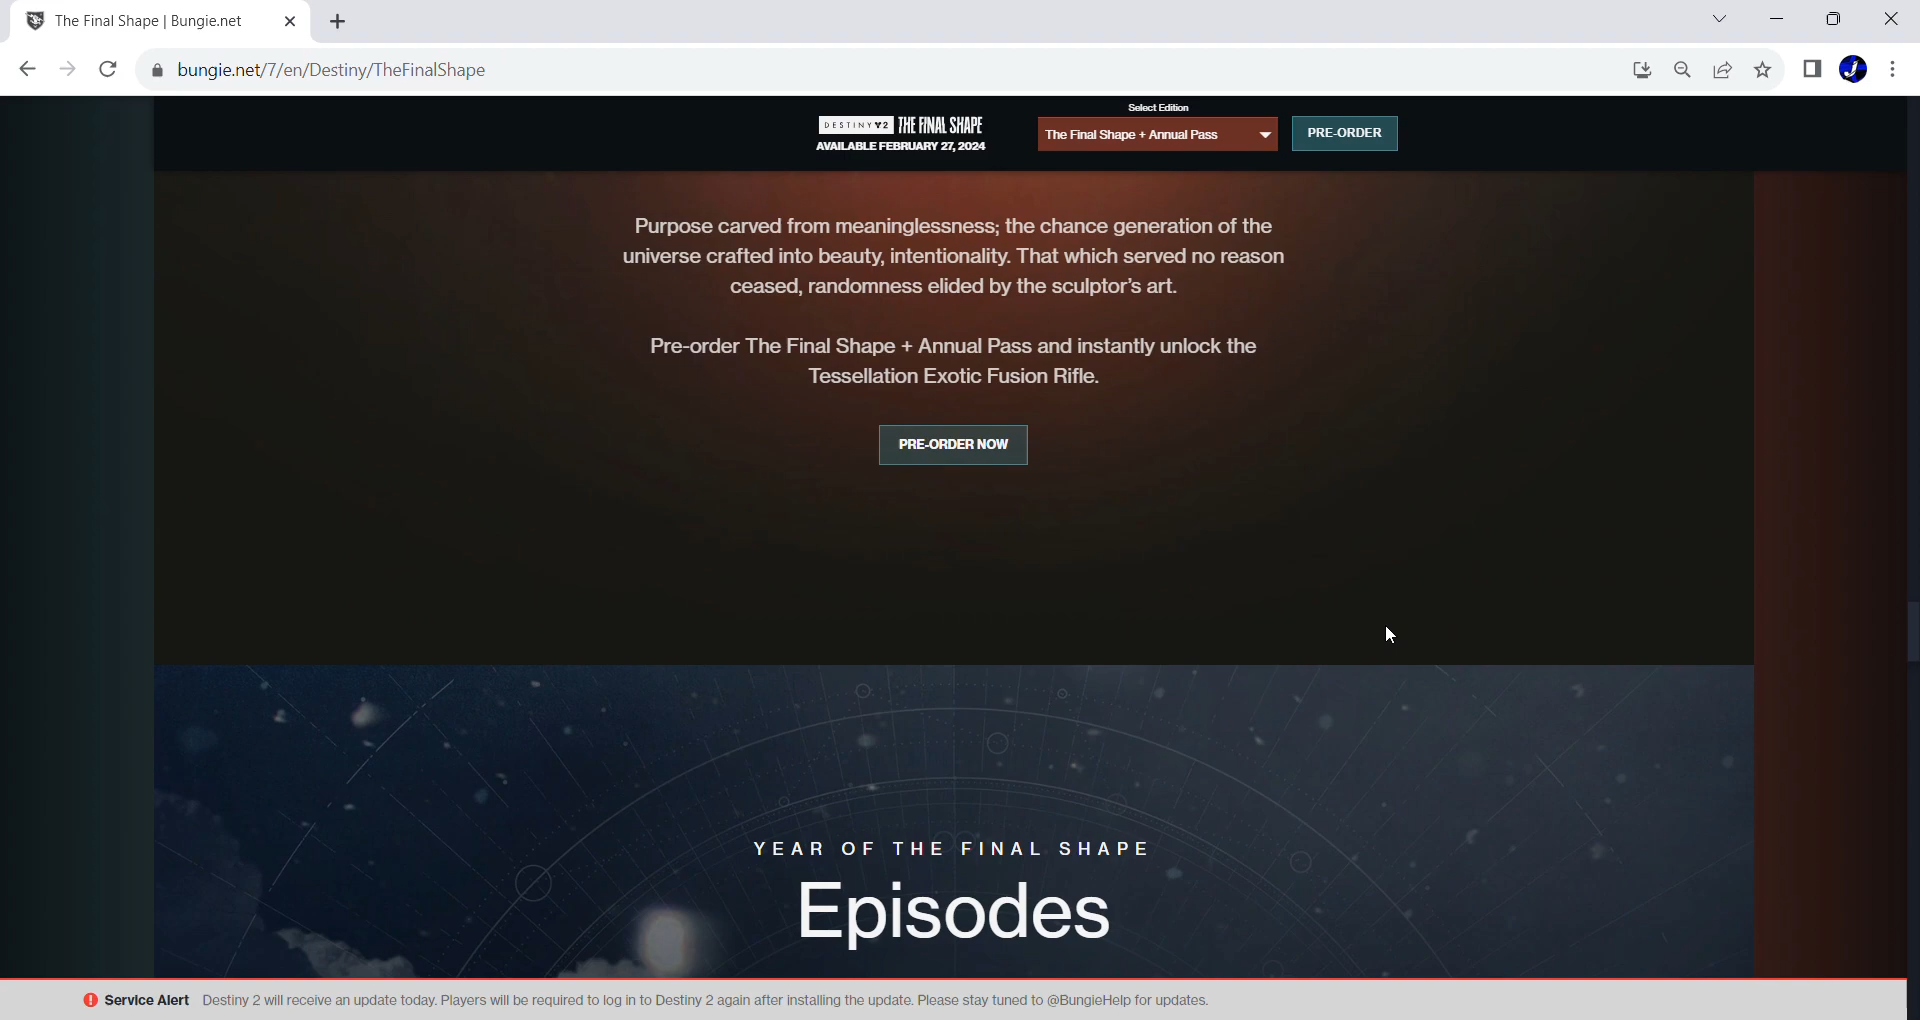 The Final Shape | Bungie.net
bungie.net/7/en/Destiny/TheFinalShape
Select Edition
DESTINY 2 THE FINAL SHAPE
AVAILABLE FEBRUARY 27, 2024
The Final Shape + Annual Pass
PRE-ORDER
Purpose carved from meaninglessness; the chance generation of the
universe crafted into beauty, intentionality. That which served no reason
ceased, randomness elided by the sculptor's art.
Pre-order The Final Shape + Annual Pass and instantly unlock the
Tessellation Exotic Fusion Rifle.
PRE-ORDER NOW
YEAR OF THE FINAL SHAPE
Episodes
Service Alert Destiny 2 will receive an update today. Players will be required to log in to Destiny 2 again after installing the update. Please stay tuned to @BungieHelp for updates.